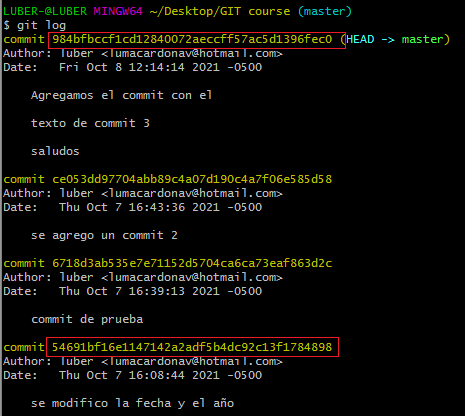 LUBER-@LUBER MINGW64 ~/Desktop/GIT course (master)
$ git log
commit 984bfbccf1cd12840072aeccff57ac5d1396fec0 (HEAD -> master)
Author: luber <lumacardonav@hotmail.com>
Date:   Fri Oct 8 12:14:14 2021 -0500
Agregamos el commit con el
texto de commit 3
saludos
commit ce053dd97704abb89c4a07d190c4a7f06e585d58
Author: luber <lumacardonav@hotmail.com>
Date:   Thu Oct 7 16:43:36 2021 -0500
se agrego un commit 2
commit 6718d3ab535e7e71152d5704ca6ca73eaf863d2c
Author: luber <lumacardonav@hotmail.com>
Date:   Thu Oct 7 16:39:13 2021 -0500
commit de prueba
commit 54691bf16e1147142a2adf5b4dc92c13f1784898
Author: luber <lumacardonav@hotmail.com>
Date:   Thu Oct 7 16:08:44 2021 -0500
se modifico la fecha y el año